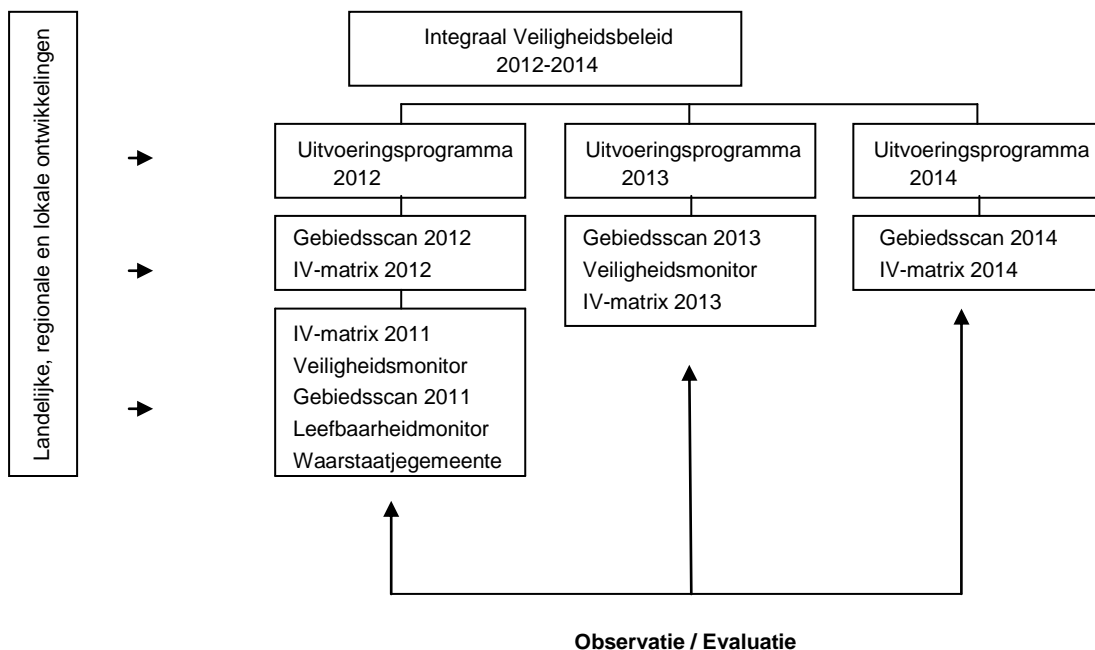 Landelijke, regionale en lokale ontwikkelingen
Integraal Veiligheidsbeleid
2012-2014
Uitvoeringsprogramma
2012
Gebiedsscan 2012
IV-matrix 2012
IV-matrix 2011
Veiligheidsmonitor
Gebiedsscan 2011
Leefbaarheidmonitor
Waarstaatjegemeente
Uitvoeringsprogramma
2013
Gebiedsscan 2013
Veiligheidsmonitor
IV-matrix 2013
Uitvoeringsprogramma
2014
Gebiedsscan 2014
IV-matrix 2014
Observatie / Evaluatie